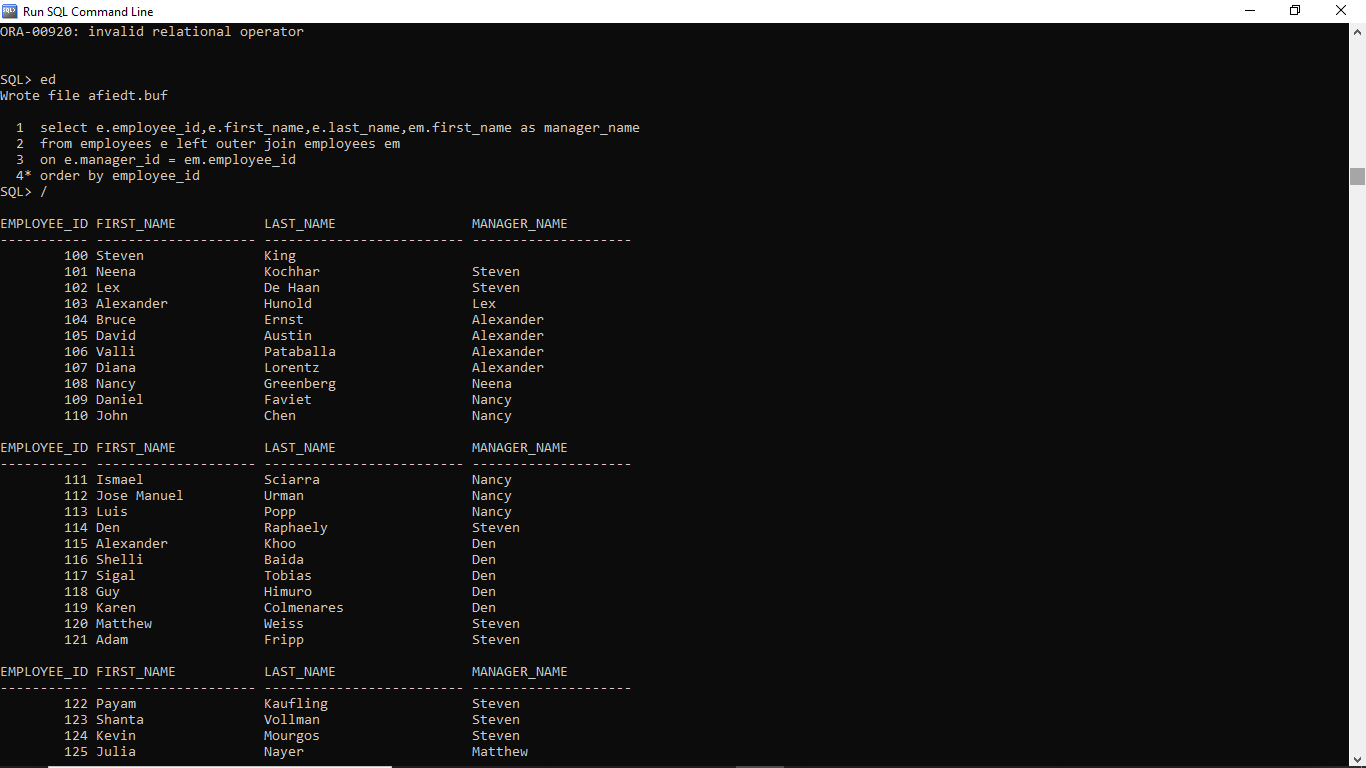 Run SQL Command Line
ORA-00920: invalid relational operator
SQL> ed
Wrote file afiedt.buf
  1  select e.employee_id,e.first_name,e.last_name,em.first_name as manager_name
  2  from employees e left outer join employees em
  3  on e.manager_id = em.employee_id
  4* order by employee_id
SQL> /
EMPLOYEE_ID FIRST_NAME           LAST_NAME                 MANAGER_NAME
----------- -------------------- ------------------------- --------------------
        100 Steven               King
        101 Neena                Kochhar                   Steven
        102 Lex                  De Haan                   Steven
        103 Alexander            Hunold                    Lex
        104 Bruce                Ernst                     Alexander
        105 David                Austin                    Alexander
        106 Valli                Pataballa                 Alexander
        107 Diana                Lorentz                   Alexander
        108 Nancy                Greenberg                 Neena
        109 Daniel               Faviet                    Nancy
        110 John                 Chen                      Nancy
EMPLOYEE_ID FIRST_NAME           LAST_NAME                 MANAGER_NAME
----------- -------------------- ------------------------- --------------------
        111 Ismael               Sciarra                   Nancy
        112 Jose Manuel          Urman                     Nancy
        113 Luis                 Popp                      Nancy
        114 Den                  Raphaely                  Steven
        115 Alexander            Khoo                      Den
        116 Shelli               Baida                     Den
        117 Sigal                Tobias                    Den
        118 Guy                  Himuro                    Den
        119 Karen                Colmenares                Den
        120 Matthew              Weiss                     Steven
        121 Adam                 Fripp                     Steven
EMPLOYEE_ID FIRST_NAME           LAST_NAME                 MANAGER_NAME
----------- -------------------- ------------------------- --------------------
        122 Payam                Kaufling                  Steven
        123 Shanta               Vollman                   Steven
        124 Kevin                Mourgos                   Steven
        125 Julia                Nayer                     Matthew